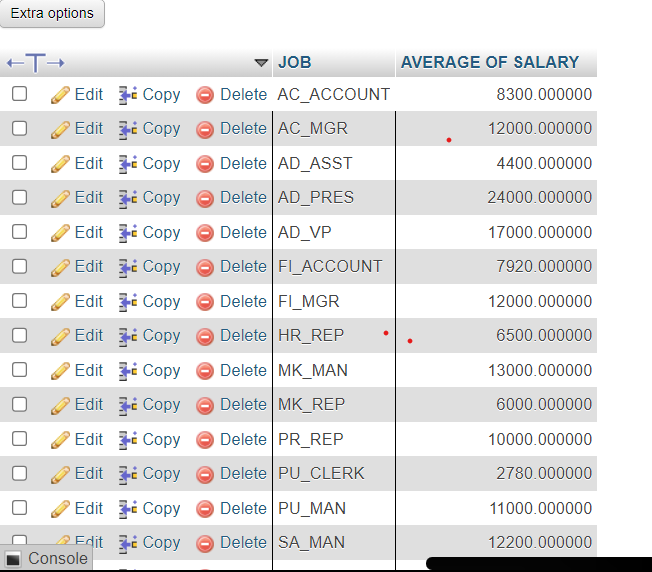 Extra options
JOB AVERAGE OF SALARY
Edit Copy Delete AC_ACCOUNT 8300.000000
Edit Copy Delete AC_MGR 12000.000000
Edit Copy Delete AD_ASST 4400.000000
Edit Copy Delete AD_PRES 24000.000000
Edit Copy Delete AD_VP 17000.000000
Edit Copy Delete FI_ACCOUNT 7920.000000
Edit Copy Delete FI_MGR 12000.000000
Edit Copy Delete HR_REP 6500.000000
Edit Copy Delete MK_MAN 13000.000000
Edit Copy Delete MK_REP 6000.000000
Edit Copy Delete PR_REP 10000.000000
Edit Copy Delete PU_CLERK 2780.000000
Edit Copy Delete PU_MAN 11000.000000
Edit Copy Delete SA_MAN 12200.000000
Console